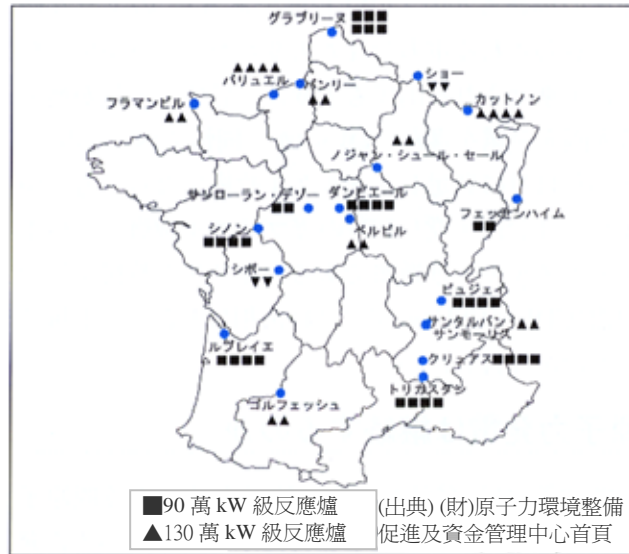 グラブリーヌ ■■■
■■■
▲▲▲▲
パリュエル
ペンリー
▲▲
ショー
▼▼
カットノン
▲▲▲▲
フラマンビル
▲▲
▲▲
ノジャン・シュール・セール
サンローラン・デゾー
■■
ダンピエール
■■■■
ベルビル
▲▲
フェッセンハイム
■■
シノン
■■■■
シボー
▼▼
ビュジェイ
■■■■
サンタルバン ▲▲
サンモーリス
ルブレイエ
■■■■
クリュアス ■■■■
トリカスタン
■■■■
ゴルフェッシュ
▲▲
■90 萬 kW 級反應爐 (出典) (財)原子力環境整備
▲130 萬 kW 級反應爐 促進及資金管理中心首頁